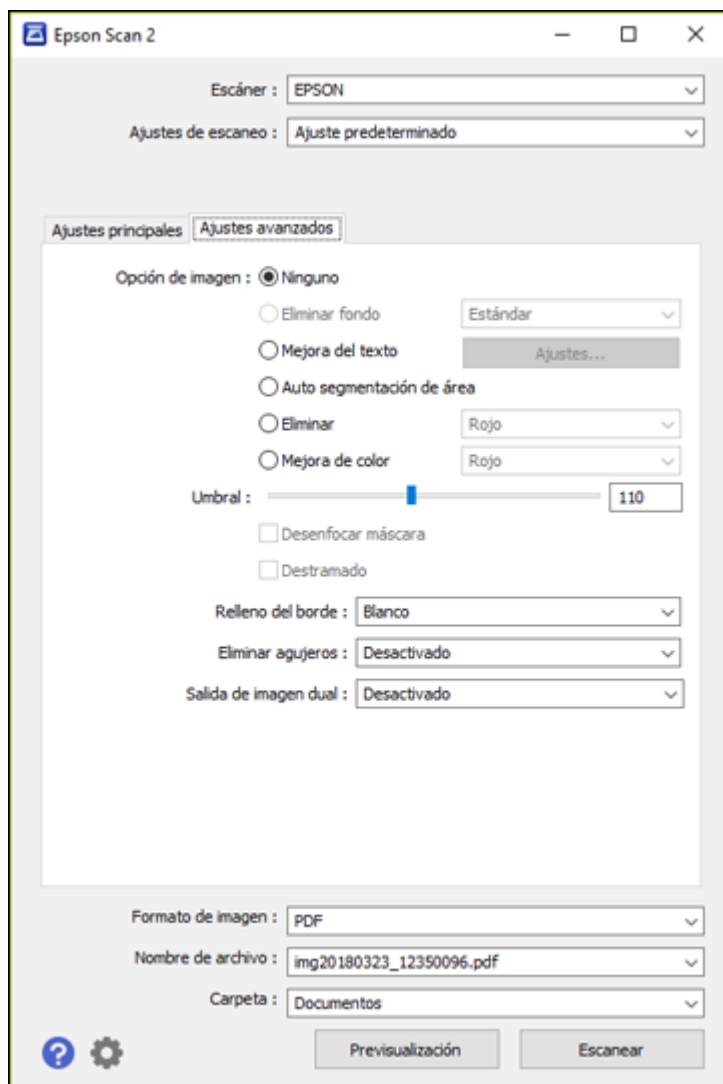 Epson Scan 2
Escáner : EPSON
Ajustes de escaneo : Ajuste predeterminado
Ajustes principales Ajustes avanzados
Opción de imagen : Ninguno
Eliminar fondo Estándar
Mejora del texto Ajustes...
Auto segmentación de área
Eliminar Rojo
Mejora de color Rojo
Umbral : 110
Desenfocar máscara
Destramado
Relleno del borde : Blanco
Eliminar agujeros : Desactivado
Salida de imagen dual : Desactivado
Formato de imagen : PDF
Nombre de archivo : img20180323_12350096.pdf
Carpeta : Documentos
? Previsualización Escanear